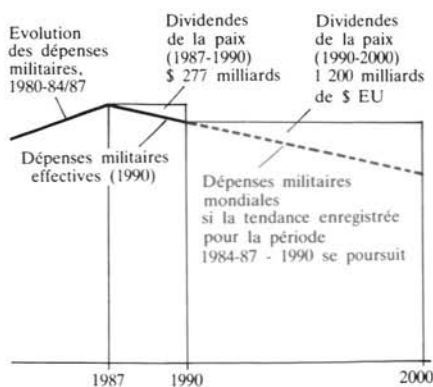 Evolution
des dépenses
militaires,
1980-84/87
Dividendes
de la paix
(1987-1990)
$ 277 milliards
Dividendes
de la paix
(1990-2000)
1 200 milliards
de $ EU
Dépenses militaires
effectives (1990)
Dépenses militaires
mondiales
si la tendance enregistrée
pour la période
1984-87 - 1990 se poursuit
1987
1990
2000